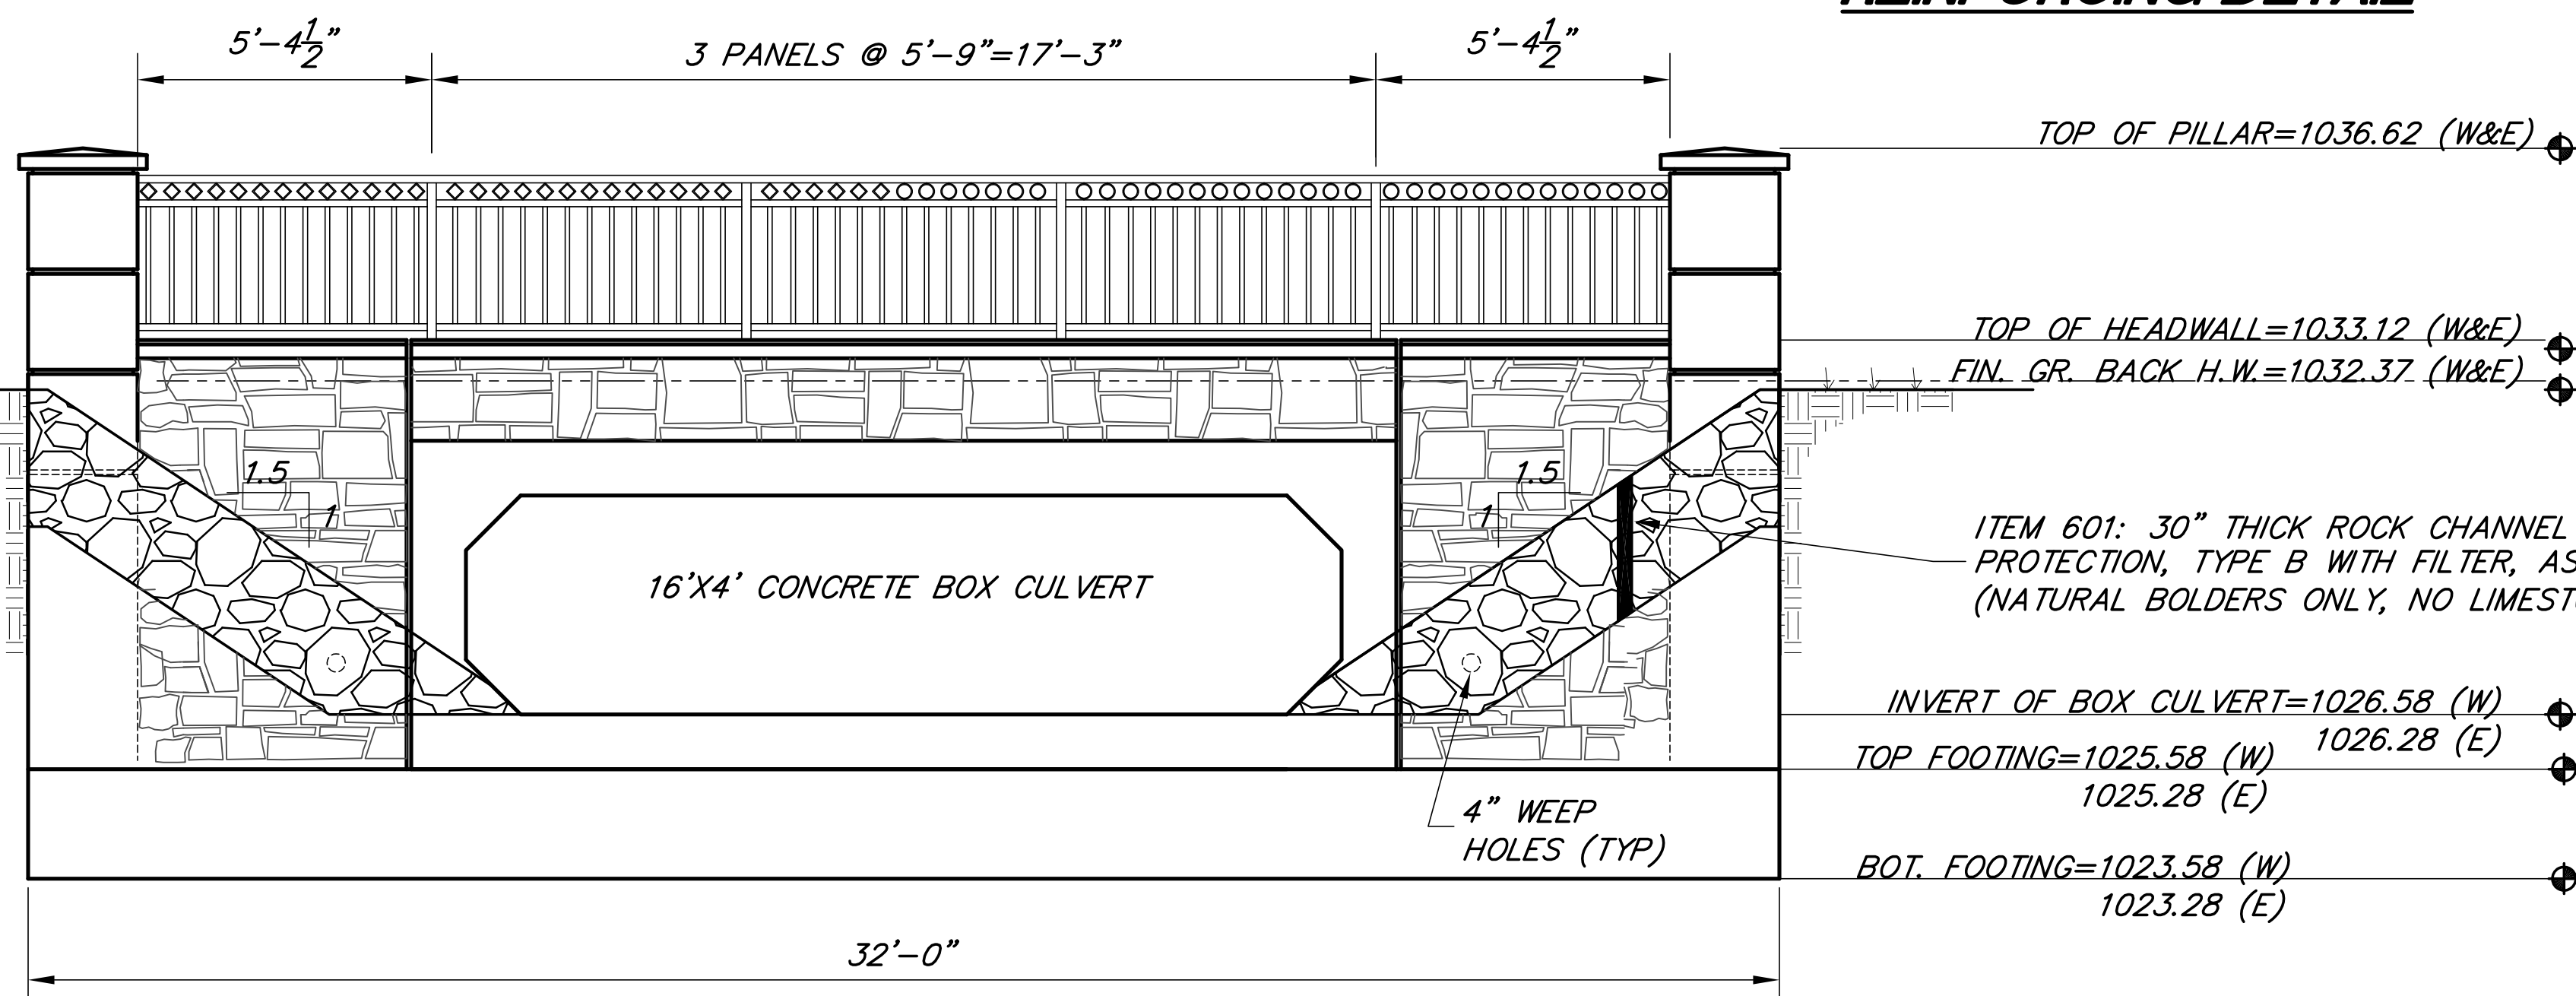 REINFORCING DETAIL
5'-4 1/2"
3 PANELS @ 5'-9"=17'-3"
5'-4 1/2"
TOP OF PILLAR=1036.62 (W&E)
TOP OF HEADWALL=1033.12 (W&E)
FIN. GR. BACK H.W.=1032.37 (W&E)
1.5
1
1.5
1
16'X4' CONCRETE BOX CULVERT
ITEM 601: 30" THICK ROCK CHANNEL
PROTECTION, TYPE B WITH FILTER, AS
(NATURAL BOLDERS ONLY, NO
INVERT OF BOX CULVERT=1026.58 (W)
1026.28 (E)
TOP FOOTING=1025.58 (W)
1025.28 (E)
4" WEEP
HOLES (TYP)
BOT. FOOTING=1023.58 (W)
1023.28 (E)
32'-0"